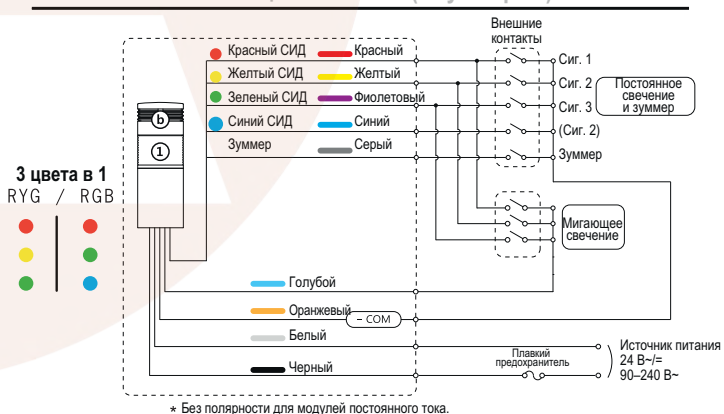 Внешние
контакты
Красный СИД Красный Сиг. 1
Желтый СИД Желтый Сиг. 2
Зеленый СИД Фиолетовый Сиг. 3
Постоянное
свечение
и зуммер
Синий СИД Синий (Сиг. 2)
Зуммер Серый Зуммер
b
1
3 цвета в 1
RYG / RGB
Мигающее
свечение
Голубой
Оранжевый - COM
Белый
Черный
Плавкий
предохранитель
Источник питания
24 В~/=
90–240 В~
* Без полярности для модулей постоянного тока.